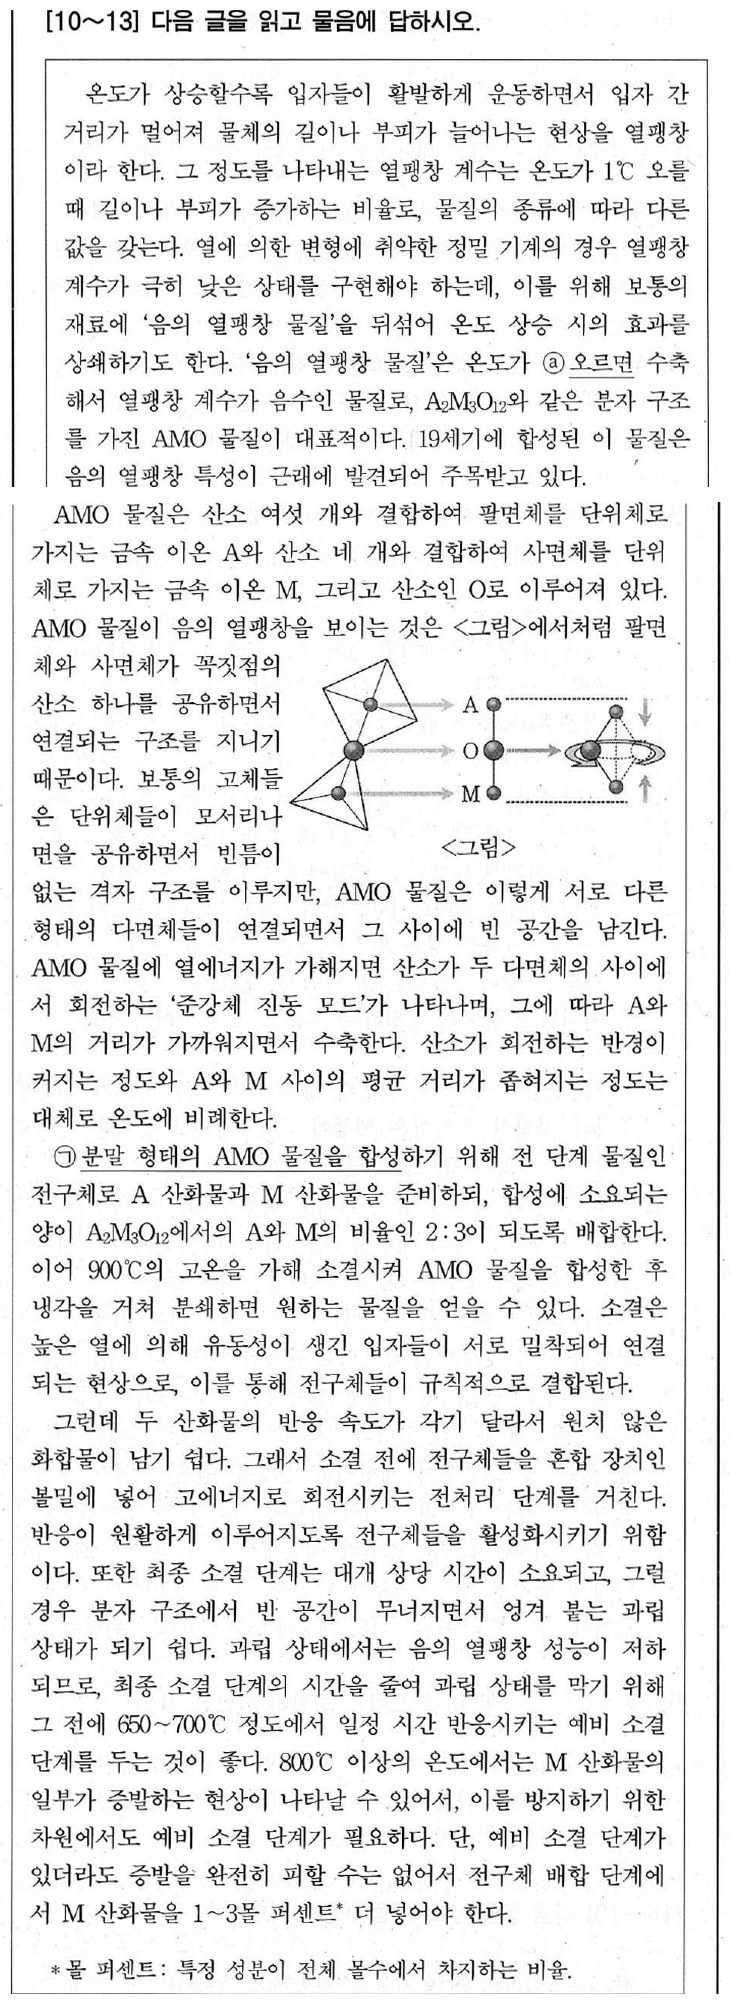 [10~13] 다음 글을 읽고 물음에 답하시오.
온도가 상승할수록 입자들이 활발하게 운동하면서 입자 간
거리가 멀어져 물체의 길이나 부피가 늘어나는 현상을 열팽창
이라 한다. 그 정도를 나타내는 열팽창 계수는 온도가 1℃ 오를
때 길이나 부피가 증가하는 비율로, 물질의 종류에 따라 다른
값을 갖는다. 열에 의한 변형에 취약한 정밀 기계의 경우 열팽창
계수가 극히 낮은 상태를 구현해야 하는데, 이를 위해 보통의
재료에 ‘음의 열팽창 물질’을 뒤섞어 온도 상승 시의 효과를
상쇄하기도 한다. ‘음의 열팽창 물질’은 온도가 ⓐ오르면 수축
해서 열팽창 계수가 음수인 물질로, A₂M₃O₁₂와 같은 분자 구조
를 가진 AMO 물질이 대표적이다. 19세기에 합성된 이 물질은
음의 열팽창 특성이 근래에 발견되어 주목받고 있다.
AMO 물질은 산소 여섯 개와 결합하여 팔면체를 단위체로
가지는 금속 이온 A와 산소 네 개와 결합하여 사면체를 단위
체로 가지는 금속 이온 M, 그리고 산소인 O로 이루어져 있다.
AMO 물질이 음의 열팽창을 보이는 것은 <그림>에서처럼 팔면
체와 사면체가 꼭짓점의
산소 하나를 공유하면서
연결되는 구조를 지니기
때문이다. 보통의 고체들
은 단위체들이 모서리나
면을 공유하면서 빈틈이
A
O
M
<그림>
없는 격자 구조를 이루지만, AMO 물질은 이렇게 서로 다른
형태의 다면체들이 연결되면서 그 사이에 빈 공간을 남긴다.
AMO 물질에 열에너지가 가해지면 산소가 두 다면체의 사이에
서 회전하는 ‘준강체 진동 모드’가 나타나며, 그에 따라 A와
M의 거리가 가까워지면서 수축한다. 산소가 회전하는 반경이
커지는 정도와 A와 M 사이의 평균 거리가 좁혀지는 정도는
대체로 온도에 비례한다.
㉠분말 형태의 AMO 물질을 합성하기 위해 전 단계 물질인
전구체로 A 산화물과 M 산화물을 준비하되, 합성에 소요되는
양이 A₂M₃O₁₂에서의 A와 M의 비율인 2:3이 되도록 배합한다.
이어 900℃의 고온을 가해 소결시켜 AMO 물질을 합성한 후
냉각을 거쳐 분쇄하면 원하는 물질을 얻을 수 있다. 소결은
높은 열에 의해 유동성이 생긴 입자들이 서로 밀착되어 연결
되는 현상으로, 이를 통해 전구체들이 규칙적으로 결합된다.
그런데 두 산화물의 반응 속도가 각기 달라서 원치 않은
화합물이 남기 쉽다. 그래서 소결 전에 전구체들을 혼합 장치인
볼밀에 넣어 고에너지로 회전시키는 전처리 단계를 거친다.
반응이 원활하게 이루어지도록 전구체들을 활성화시키기 위함
이다. 또한 최종 소결 단계는 대개 상당 시간이 소요되고, 그럴
경우 분자 구조에서 빈 공간이 무너지면서 엉겨 붙는 과립
상태가 되기 쉽다. 과립 상태에서는 음의 열팽창 성능이 저하
되므로, 최종 소결 단계의 시간을 줄여 과립 상태를 막기 위해
그 전에 650~700℃ 정도에서 일정 시간 반응시키는 예비 소결
단계를 두는 것이 좋다. 800℃ 이상의 온도에서는 M 산화물의
일부가 증발하는 현상이 나타날 수 있어서, 이를 방지하기 위한
차원에서도 예비 소결 단계가 필요하다. 단, 예비 소결 단계가
있더라도 증발을 완전히 피할 수는 없어서 전구체 배합 단계에
서 M 산화물을 1~3몰 퍼센트* 더 넣어야 한다.
* 몰 퍼센트: 특정 성분이 전체 몰수에서 차지하는 비율.